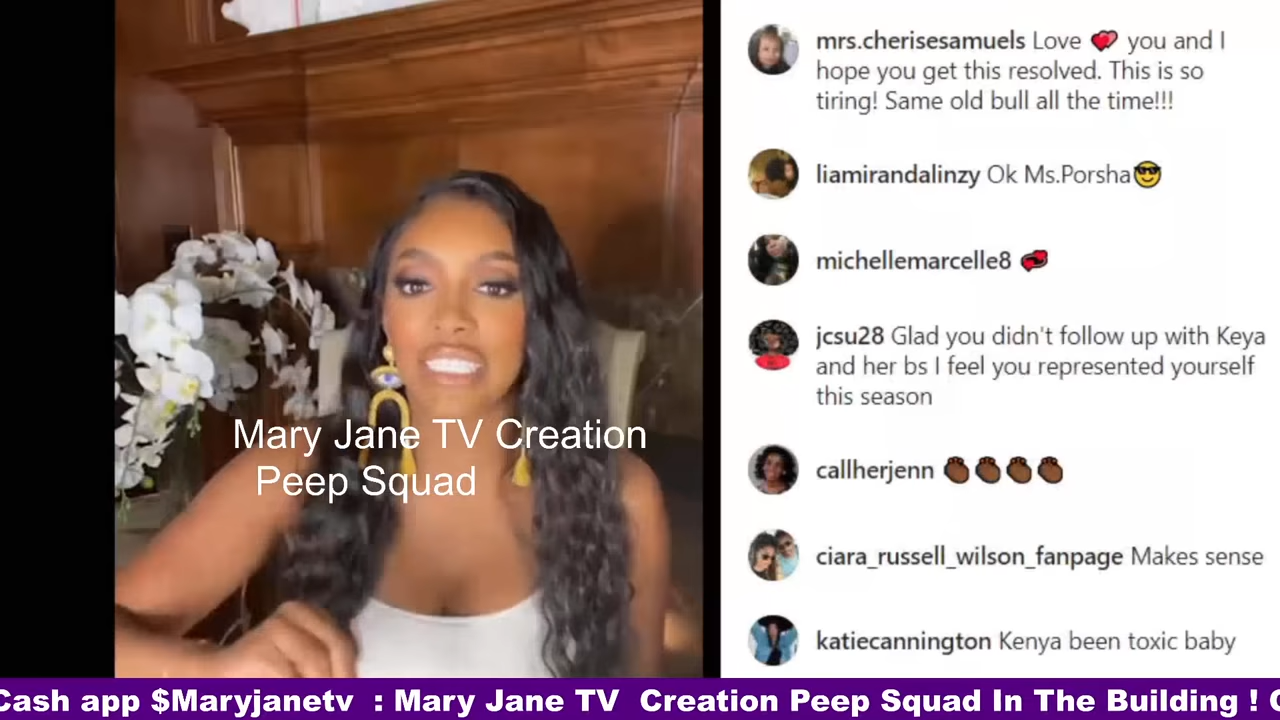 mrs.cherisesamuels Love 💞 you and I
hope you get this resolved. This is so
tiring! Same old bull all the time!!!
liamirandalinzy Ok Ms.Porsha😎
michellemarcelle8 💞
jcsu28 Glad you didn't follow up with Keya
and her bs I feel you represented yourself
this season
callherjenn 👏🏾👏🏾👏🏾👏🏾
ciara_russell_wilson_fanpage Makes sense
katiecannington Kenya been toxic baby
Mary Jane TV Creation
Peep Squad
Cash app $Maryjanetv : Mary Jane TV Creation Peep Squad In The Building !